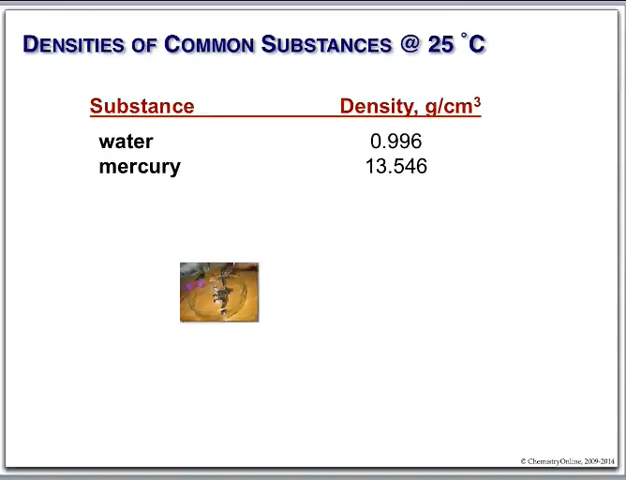 DENSITIES OF COMMON SUBSTANCES @ 25 ˚C
Substance Density, g/cm³
water 0.996
mercury 13.546
© ChemistryOnline, 2009-2014